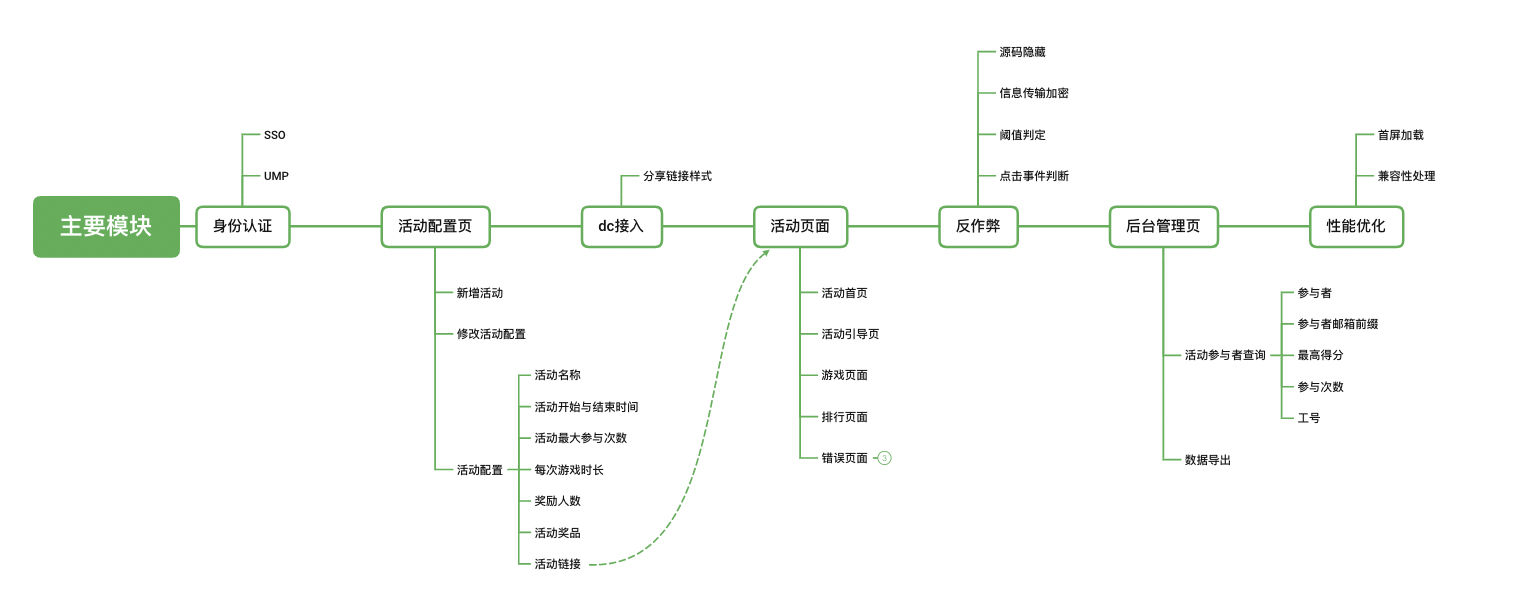 主要模块
身份认证
SSO
UMP
活动配置页
新增活动
修改活动配置
活动配置
活动名称
活动开始与结束时间
活动最大参与次数
每次游戏时长
奖励人数
活动奖品
活动链接
dc接入
分享链接样式
活动页面
活动首页
活动引导页
游戏页面
排行页面
错误页面
3
反作弊
源码隐藏
信息传输加密
阈值判定
点击事件判断
后台管理页
活动参与者查询
参与者
参与者邮箱前缀
最高得分
参与次数
工号
数据导出
性能优化
首屏加载
兼容性处理